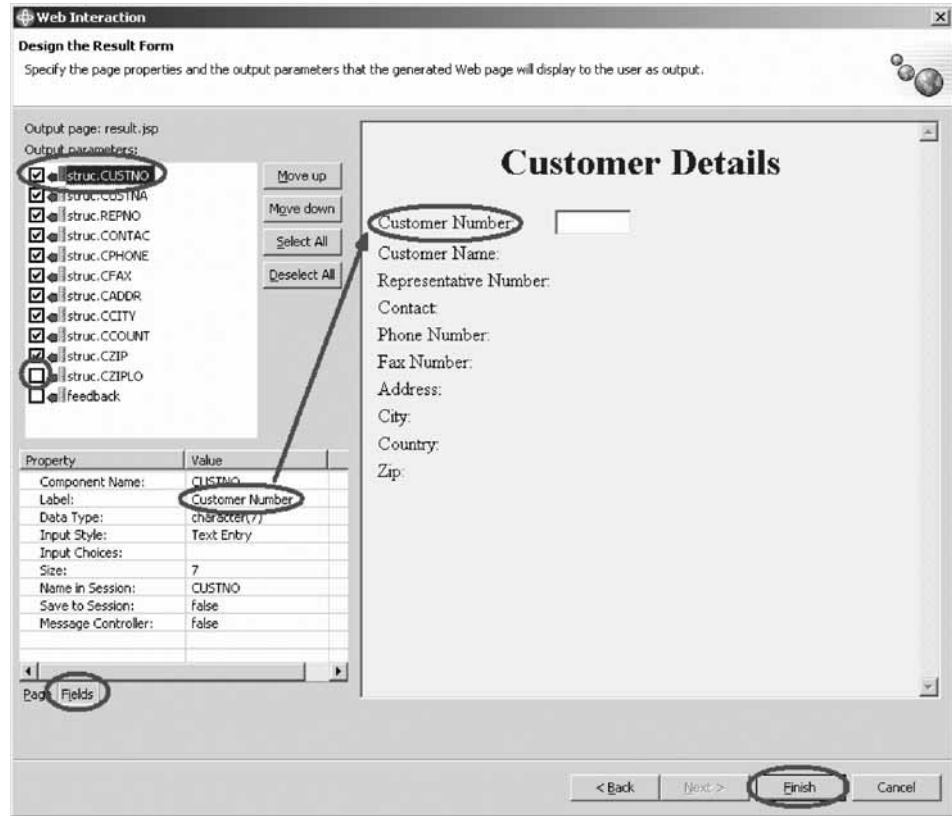 Web Interaction
Design the Result Form
Specify the page properties and the output parameters that the generated Web page will display to the user as output.
Output page: result.jsp
Output parameters:
struc.CUSTNO
struc.CUSTNA
struc.REPNO
struc.CONTAC
struc.CPHONE
struc.CFAX
struc.CADDR
struc.CCITY
struc.CCOUNT
struc.CZIP
struc.CZIPLO
feedback
Move up
Move down
Select All
Deselect All
Property Value
Component Name: CUSTNO
Label: Customer Number
Data Type: character(7)
Input Style: Text Entry
Input Choices:
Size: 7
Name in Session: CUSTNO
Save to Session: false
Message Controller: false
Page Fields
Customer Details
Customer Number:
Customer Name:
Representative Number:
Contact:
Phone Number:
Fax Number:
Address:
City:
Country:
Zip:
< Back Next > Finish Cancel